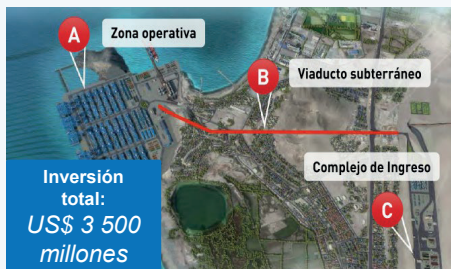 A
Zona operativa
B
Viaducto subterráneo
Complejo de Ingreso
C
Inversión
total:
US$ 3 500
millones